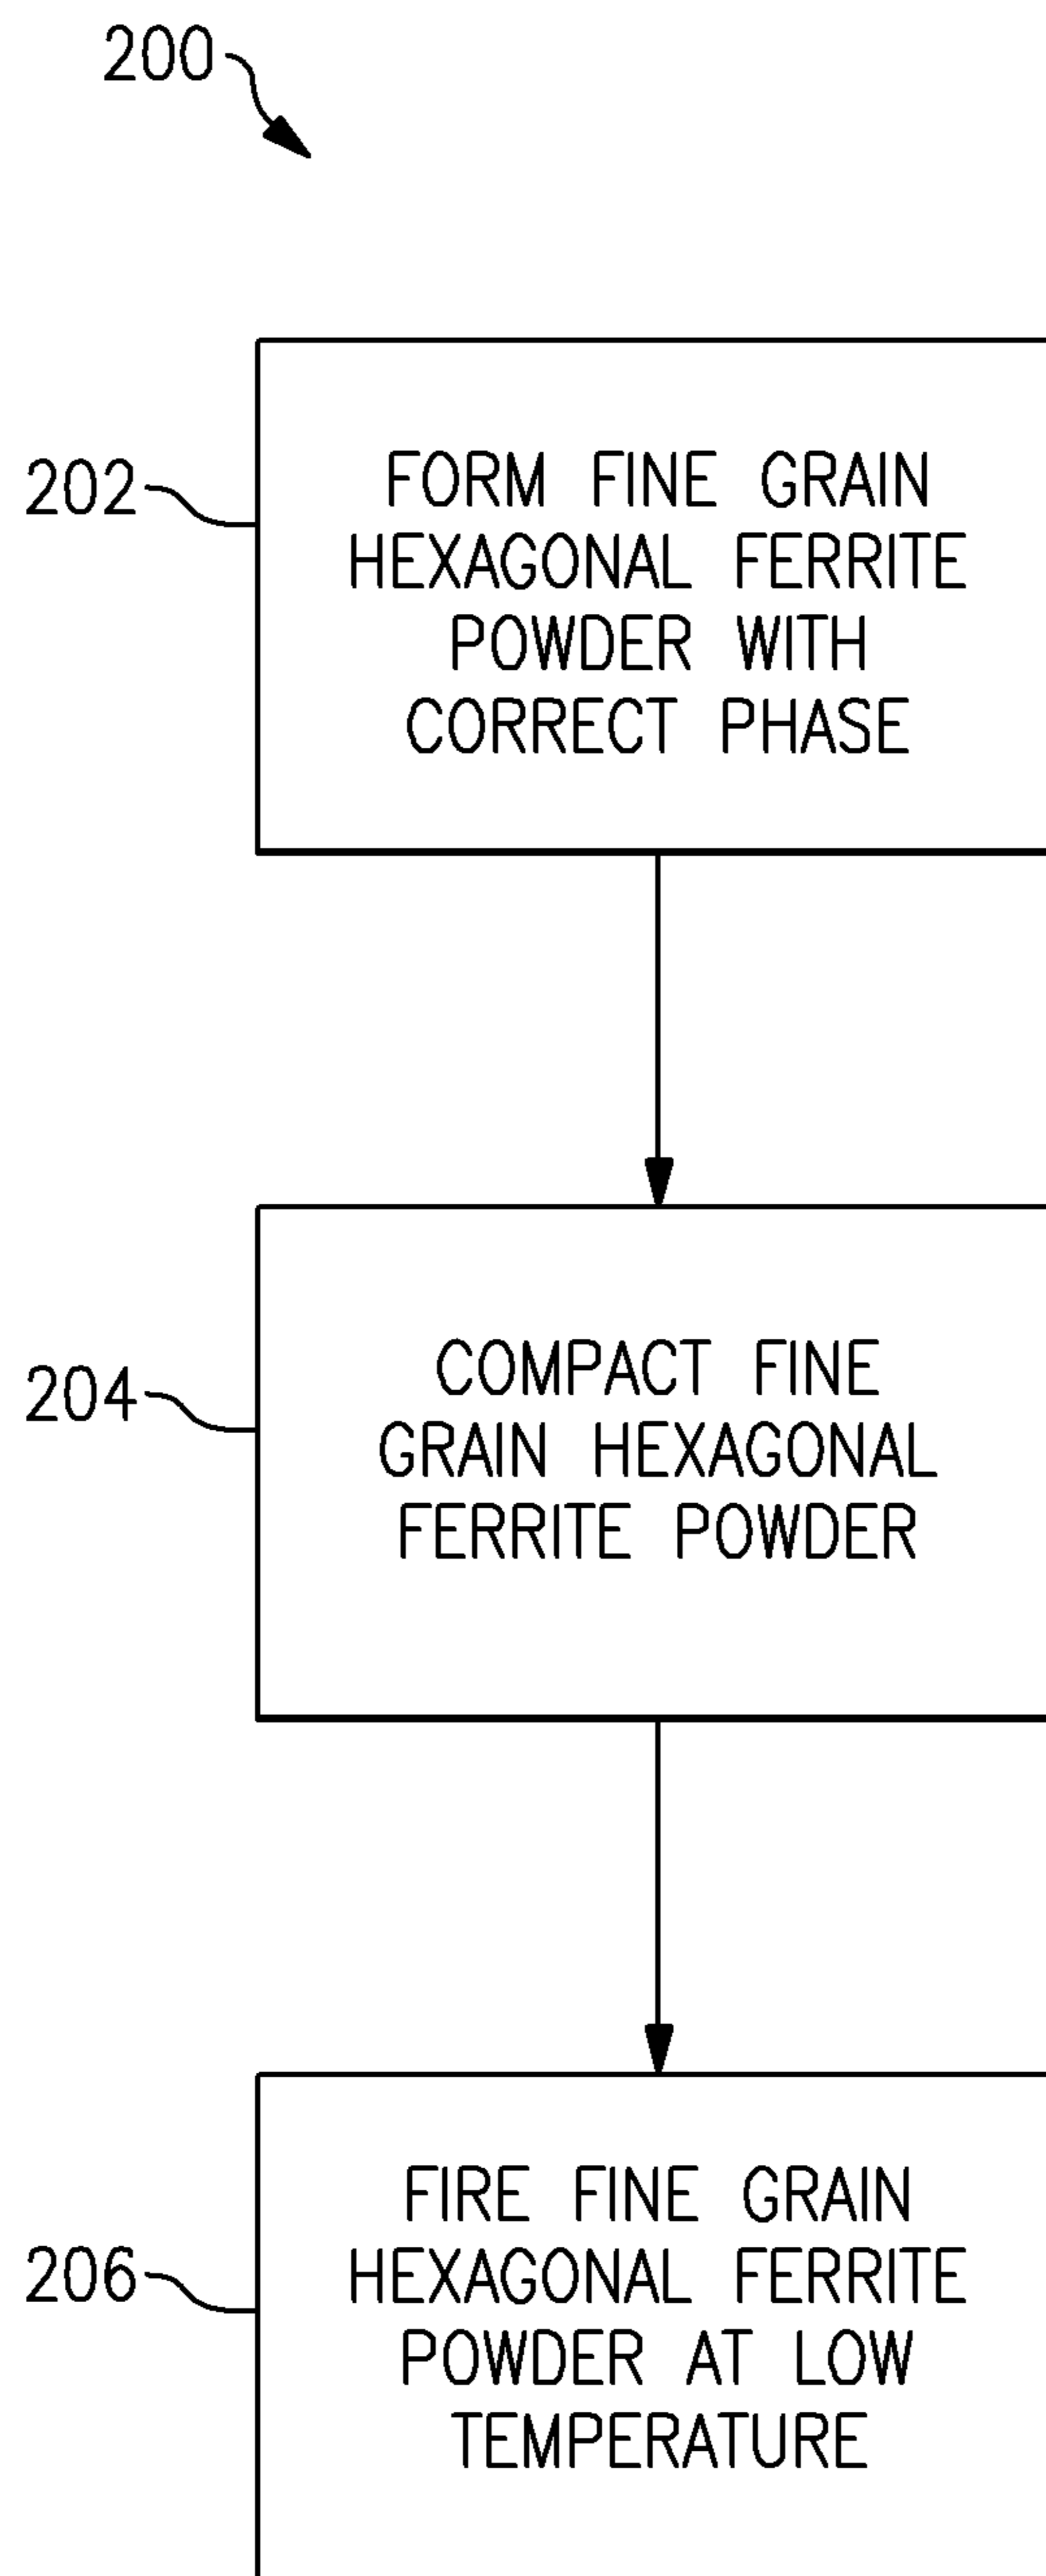 200
202
FORM FINE GRAIN
HEXAGONAL FERRITE
POWDER WITH
CORRECT PHASE
204
COMPACT FINE
GRAIN HEXAGONAL
FERRITE POWDER
206
FIRE FINE GRAIN
HEXAGONAL FERRITE
POWDER AT LOW
TEMPERATURE